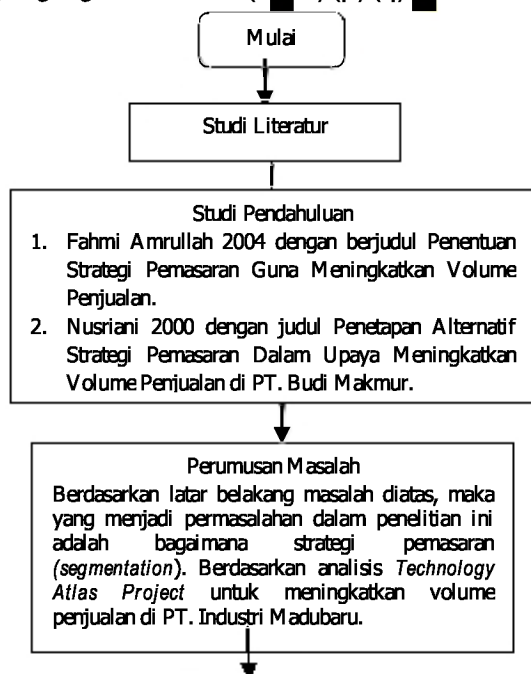 Mulai
Studi Literatur
Studi Pendahuluan
1. Fahmi Amrullah 2004 dengan berjudul Penentuan
Strategi Pemasaran Guna Meningkatkan Volume
Penjualan.
2. Nusriani 2000 dengan judul Penetapan Alternatif
Strategi Pemasaran Dalam Upaya Meningkatkan
Volume Penjualan di PT. Budi Makmur.
Perumusan Masalah
Berdasarkan latar belakang masalah diatas, maka
yang menjadi permasalahan dalam penelitian ini
adalah bagaimana strategi pemasaran
(segmentation). Berdasarkan analisis Technology
Atlas Project untuk meningkatkan volume
penjualan di PT. Industri Madubaru.